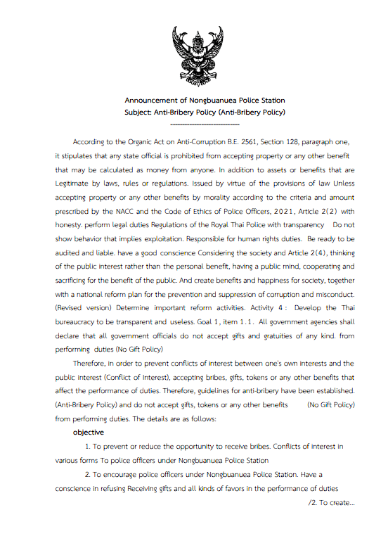 Announcement of Nongbuanuea Police Station
Subject: Anti-Bribery Policy (Anti-Bribery Policy)
------------------------------
According to the Organic Act on Anti-Corruption B.E. 2561, Section 128, paragraph one,
it stipulates that any state official is prohibited from accepting property or any other benefit
that may be calculated as money from anyone. In addition to assets or benefits that are
Legitimate by laws, rules or regulations. Issued by virtue of the provisions of law Unless
accepting property or any other benefits by morality according to the criteria and amount
prescribed by the NACC and the Code of Ethics of Police Officers, 2021, Article 2(2) with
honesty. perform legal duties Regulations of the Royal Thai Police with transparency Do not
show behavior that implies exploitation. Responsible for human rights duties. Be ready to be
audited and liable. have a good conscience Considering the society and Article 2(4), thinking
of the public interest rather than the personal benefit, having a public mind, cooperating and
sacrificing for the benefit of the public. And create benefits and happiness for society, together
with a national reform plan for the prevention and suppression of corruption and misconduct.
(Revised version) Determine important reform activities. Activity 4 : Develop the Thai
bureaucracy to be transparent and useless. Goal 1, item 1.1. All government agencies shall
declare that all government officials do not accept gifts and gratuities of any kind. from
performing duties (No Gift Policy)
Therefore, in order to prevent conflicts of interest between one's own interests and the
public interest (Conflict of Interest), accepting bribes, gifts, tokens or any other benefits that
affect the performance of duties. Therefore, guidelines for anti-bribery have been established.
(Anti-Bribery Policy) and do not accept gifts, tokens or any other benefits (No Gift Policy)
from performing duties. The details are as follows:
objective
1. To prevent or reduce the opportunity to receive bribes. Conflicts of interest in
various forms To police officers under Nongbuanuea Police Station
2. To encourage police officers under Nongbuanuea Police Station. Have a
conscience in refusing Receiving gifts and all kinds of favors in the performance of duties
/2. To create...